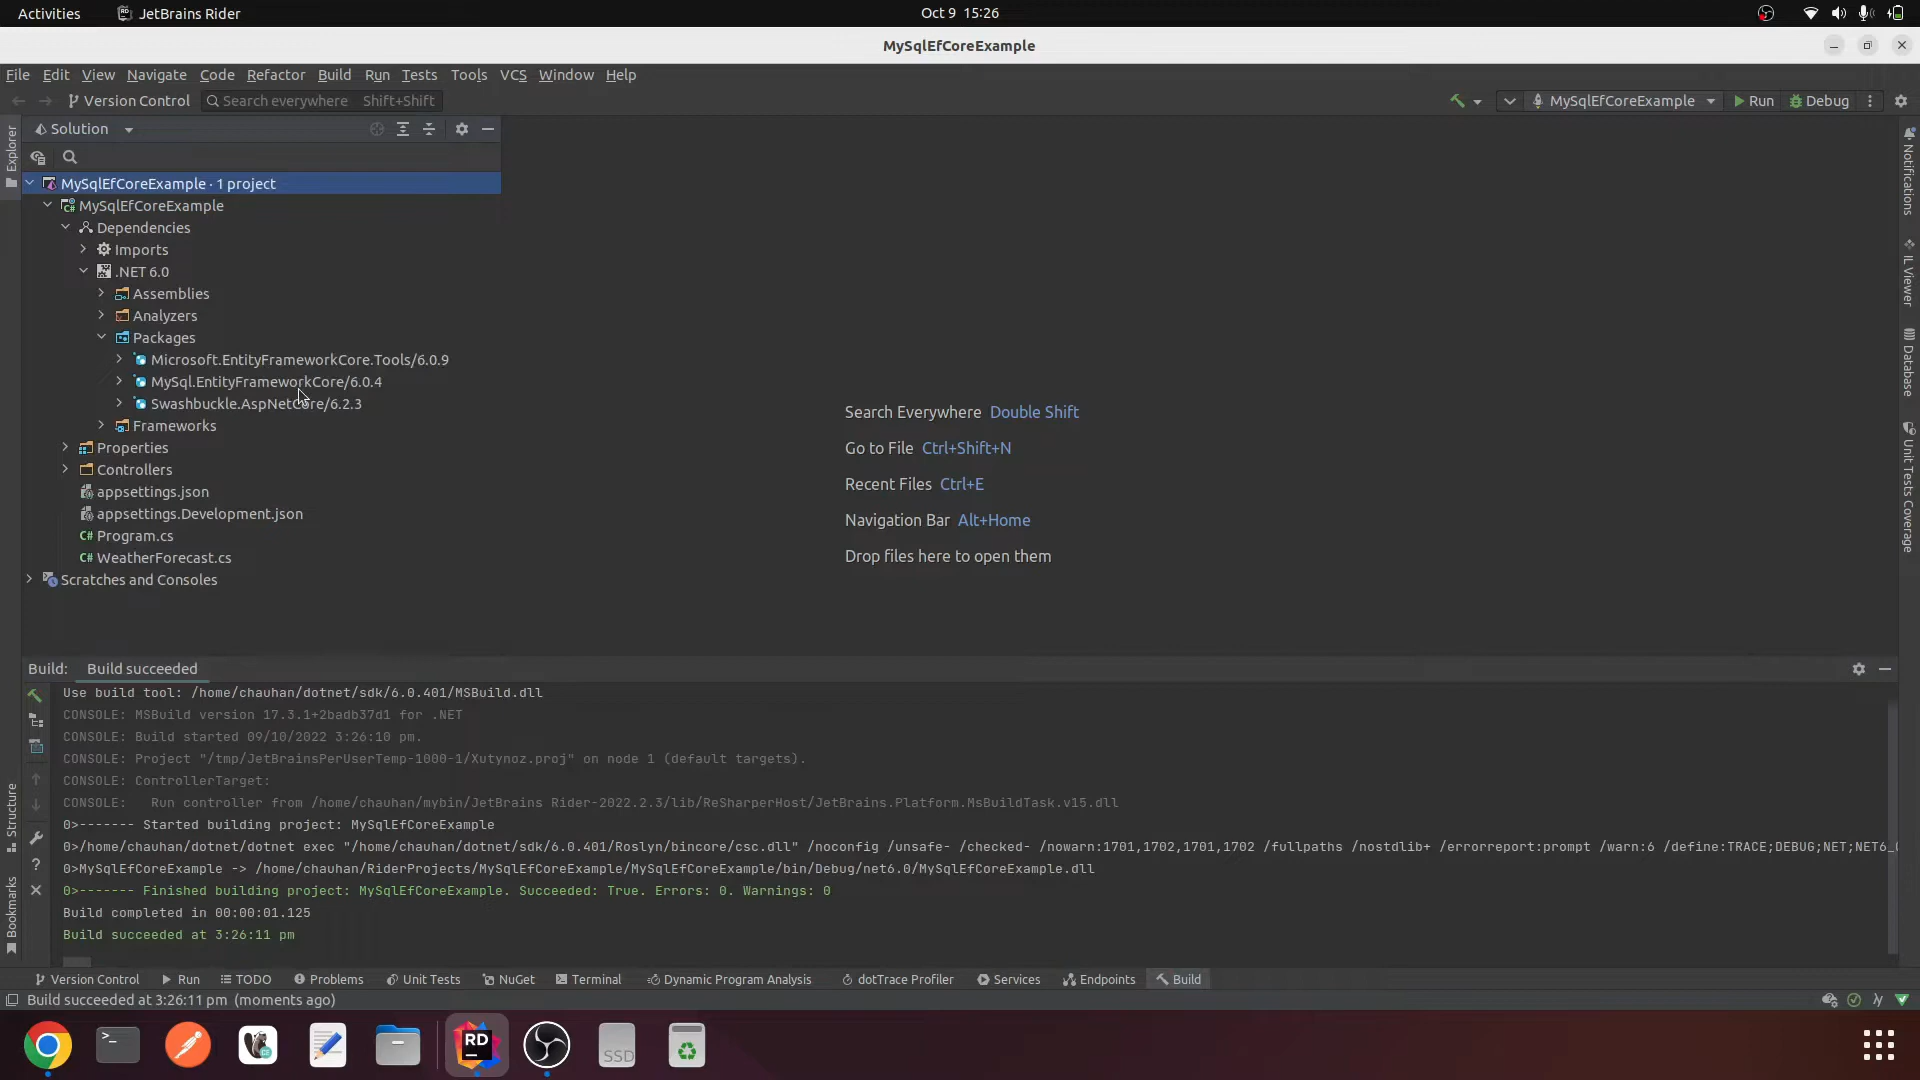 Activities JetBrains Rider Oct 9 15:26
MySqlEfCoreExample
File Edit View Navigate Code Refactor Build Run Tests Tools VCS Window Help
Version Control Search everywhere Shift+Shift MySqlEfCoreExample Run Debug
Explorer
Solution
MySqlEfCoreExample · 1 project
MySqlEfCoreExample
Dependencies
Imports
.NET 6.0
Assemblies
Analyzers
Packages
Microsoft.EntityFrameworkCore.Tools/6.0.9
MySql.EntityFrameworkCore/6.0.4
Swashbuckle.AspNetCore/6.2.3
Frameworks
Properties
Controllers
appsettings.json
appsettings.Development.json
Program.cs
WeatherForecast.cs
Scratches and Consoles
Search Everywhere Double Shift
Go to File Ctrl+Shift+N
Recent Files Ctrl+E
Navigation Bar Alt+Home
Drop files here to open them
Notifications
IL Viewer
Database
Unit Tests Coverage
Build: Build succeeded
Use build tool: /home/chauhan/dotnet/sdk/6.0.401/MSBuild.dll
CONSOLE: MSBuild version 17.3.1+2badb37d1 for .NET
CONSOLE: Build started 09/10/2022 3:26:10 pm.
CONSOLE: Project "/tmp/JetBrainsPerUserTemp-1000-1/Xutynoz.proj" on node 1 (default targets).
CONSOLE: ControllerTarget:
CONSOLE: Run controller from /home/chauhan/mybin/JetBrains Rider-2022.2.3/lib/ReSharperHost/JetBrains.Platform.MsBuildTask.v15.dll
0>------- Started building project: MySqlEfCoreExample
0>/home/chauhan/dotnet/dotnet exec "/home/chauhan/dotnet/sdk/6.0.401/Roslyn/bincore/csc.dll" /noconfig /unsafe- /checked- /nowarn:1701,1702,1701,1702 /fullpaths /nostdlib+ /errorreport:prompt /warn:6 /define:TRACE;DEBUG;NET;NET6_0
0>MySqlEfCoreExample -> /home/chauhan/RiderProjects/MySqlEfCoreExample/MySqlEfCoreExample/bin/Debug/net6.0/MySqlEfCoreExample.dll
0>------- Finished building project: MySqlEfCoreExample. Succeeded: True. Errors: 0. Warnings: 0
Build completed in 00:00:01.125
Build succeeded at 3:26:11 pm
Structure
Bookmarks
Version Control Run TODO Problems Unit Tests NuGet Terminal Dynamic Program Analysis dotTrace Profiler Services Endpoints Build
Build succeeded at 3:26:11 pm (moments ago)
RD
SSD